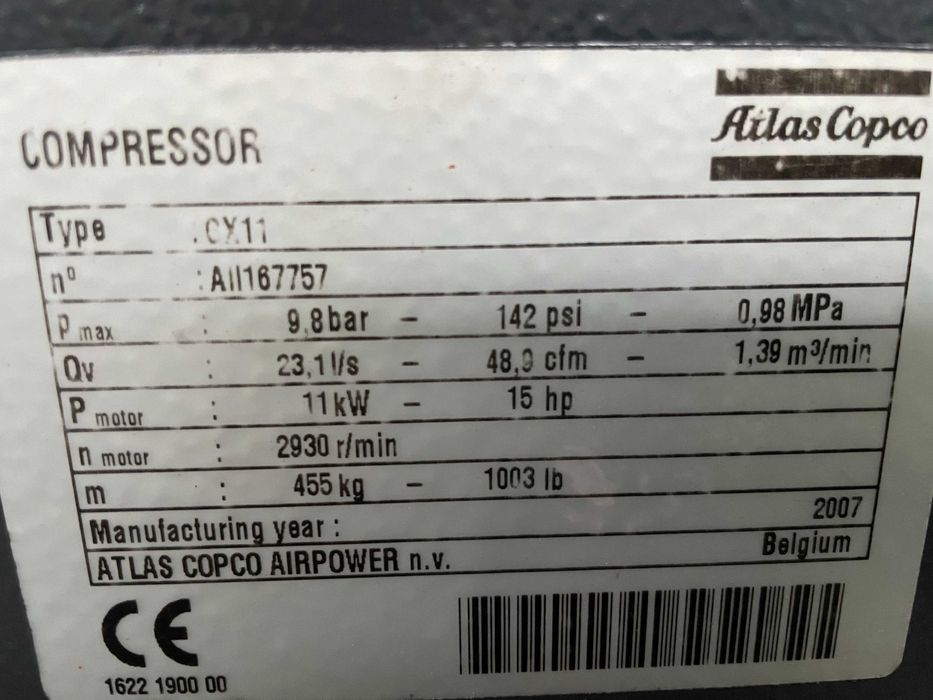 Atlas Copco
COMPRESSOR
Type : GX11
nº : AII167757
P max : 9,8 bar – 142 psi – 0,98 MPa
Qv : 23,1 l/s – 48,9 cfm – 1,39 m³/min
P motor : 11 kW – 15 hp
n motor : 2930 r/min
m : 455 kg – 1003 lb
Manufacturing year : 2007
ATLAS COPCO AIRPOWER n.v. Belgium
CE
1622 1900 00